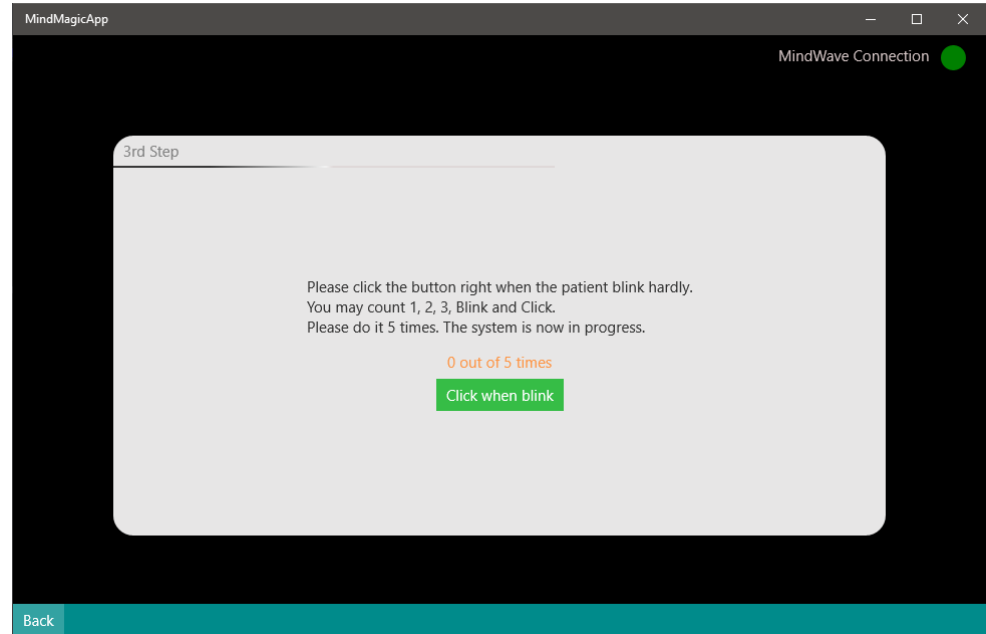 MindMagicApp
MindWave Connection
3rd Step
Please click the button right when the patient blink hardly.
You may count 1, 2, 3, Blink and Click.
Please do it 5 times. The system is now in progress.
0 out of 5 times
Click when blink
Back